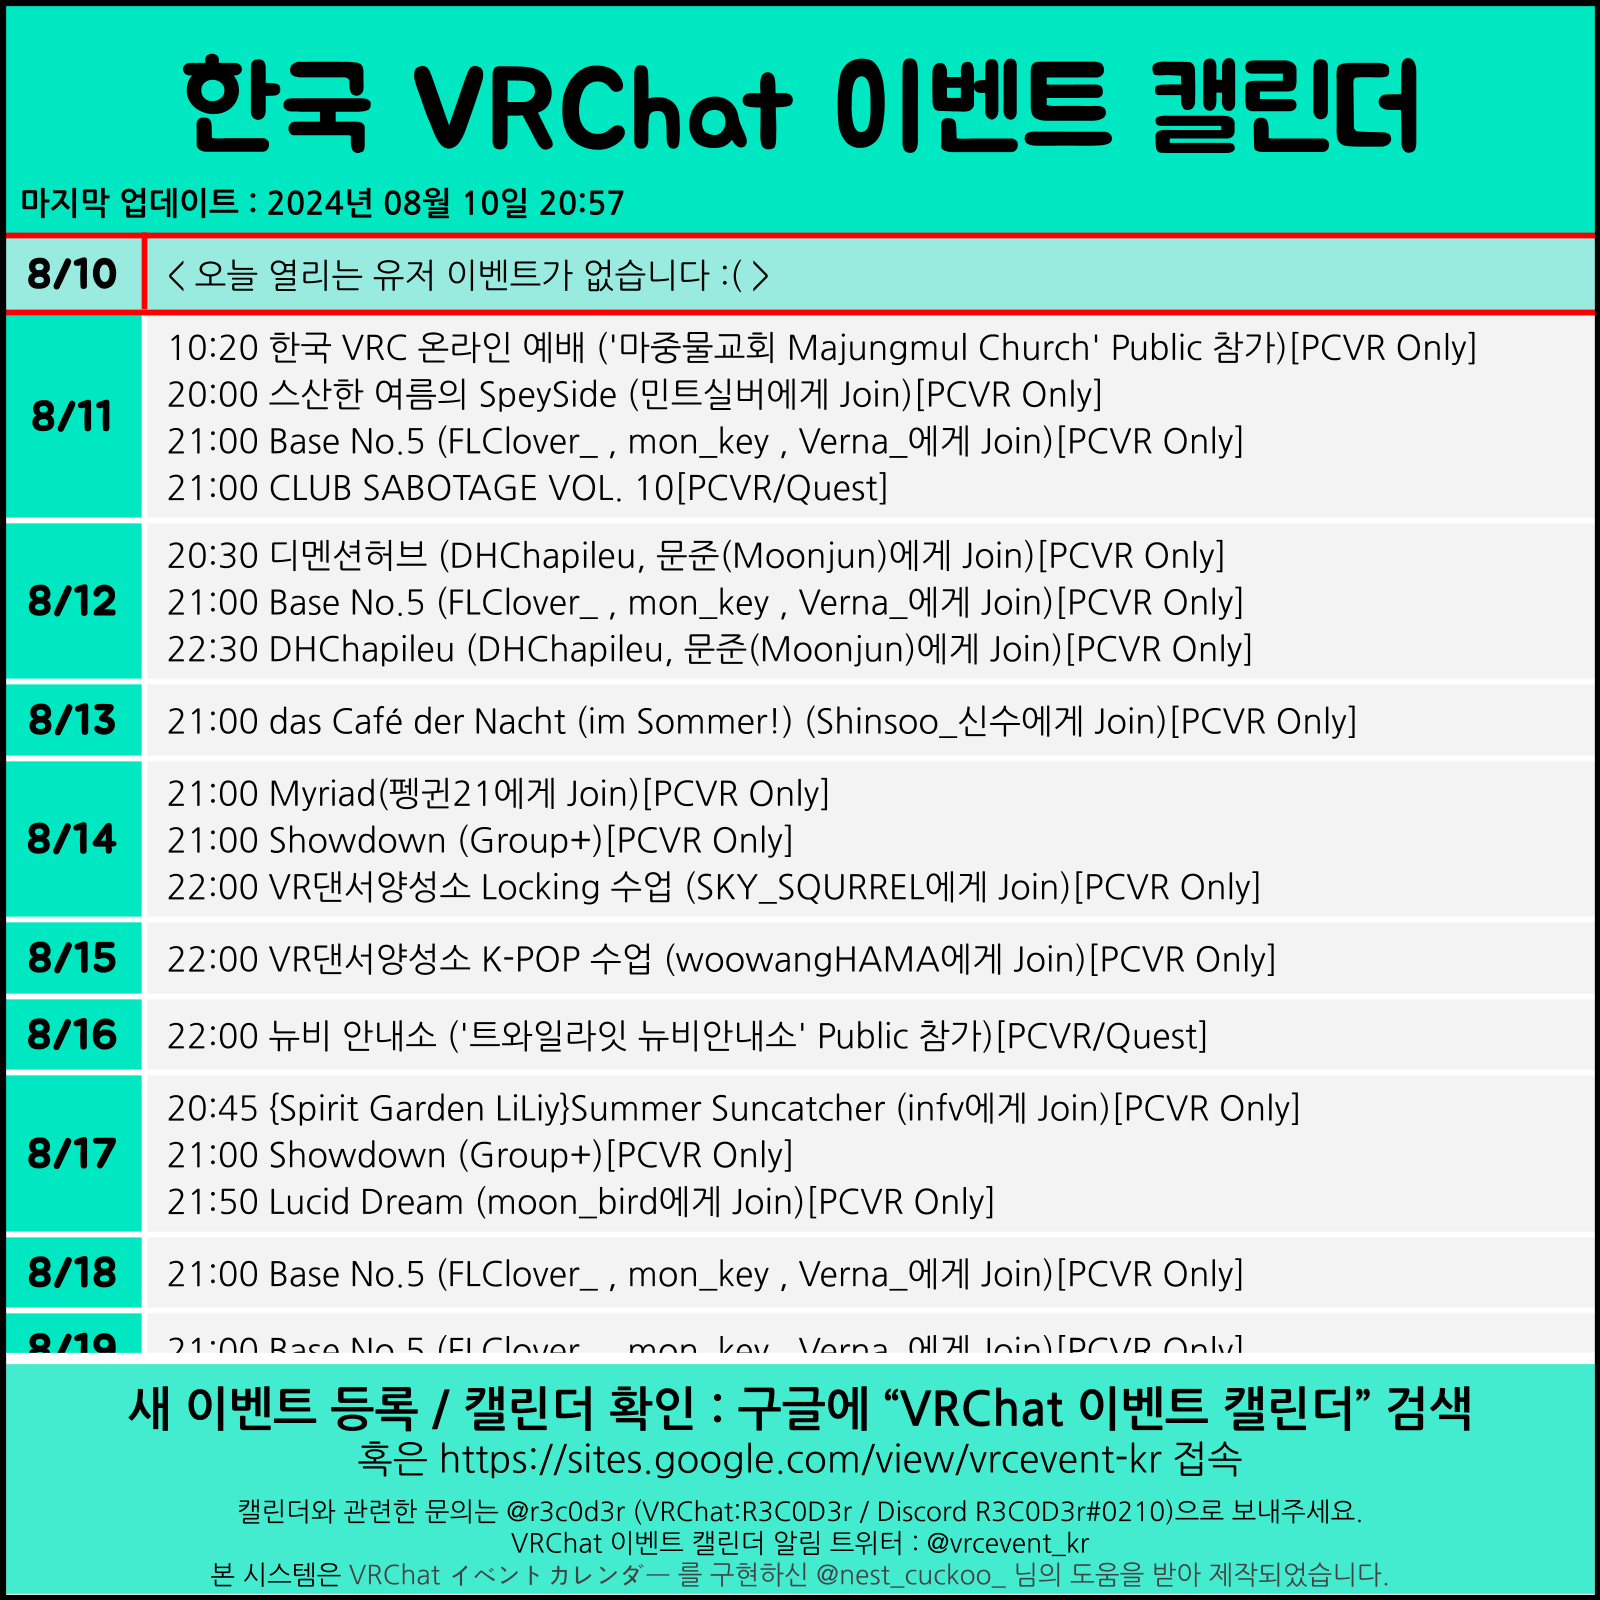 한국 VRChat 이벤트 캘린더
마지막 업데이트 : 2024년 08월 10일 20:57
8/10
< 오늘 열리는 유저 이벤트가 없습니다 :( >
8/11
10:20 한국 VRC 온라인 예배 ('마중물교회 Majungmul Church' Public 참가)[PCVR Only]
20:00 스산한 여름의 SpeySide (민트실버에게 Join)[PCVR Only]
21:00 Base No.5 (FLClover_ , mon_key , Verna_에게 Join)[PCVR Only]
21:00 CLUB SABOTAGE VOL. 10[PCVR/Quest]
8/12
20:30 디멘션허브 (DHChapileu, 문준(Moonjun)에게 Join)[PCVR Only]
21:00 Base No.5 (FLClover_ , mon_key , Verna_에게 Join)[PCVR Only]
22:30 DHChapileu (DHChapileu, 문준(Moonjun)에게 Join)[PCVR Only]
8/13
21:00 das Café der Nacht (im Sommer!) (Shinsoo_신수에게 Join)[PCVR Only]
8/14
21:00 Myriad(펭귄21에게 Join)[PCVR Only]
21:00 Showdown (Group+)[PCVR Only]
22:00 VR댄서양성소 Locking 수업 (SKY_SQURREL에게 Join)[PCVR Only]
8/15
22:00 VR댄서양성소 K-POP 수업 (woowangHAMA에게 Join)[PCVR Only]
8/16
22:00 뉴비 안내소 ('트와일라잇 뉴비안내소' Public 참가)[PCVR/Quest]
8/17
20:45 {Spirit Garden LiLiy}Summer Suncatcher (infv에게 Join)[PCVR Only]
21:00 Showdown (Group+)[PCVR Only]
21:50 Lucid Dream (moon_bird에게 Join)[PCVR Only]
8/18
21:00 Base No.5 (FLClover_ , mon_key , Verna_에게 Join)[PCVR Only]
8/19
21:00 Base No.5 (FLClover_ , mon_key , Verna_에게 Join)[PCVR Only]
새 이벤트 등록 / 캘린더 확인 : 구글에 “VRChat 이벤트 캘린더” 검색
혹은 https://sites.google.com/view/vrcevent-kr 접속
캘린더와 관련한 문의는 @r3c0d3r (VRChat:R3C0D3r / Discord R3C0D3r#0210)으로 보내주세요.
VRChat 이벤트 캘린더 알림 트위터 : @vrcevent_kr
본 시스템은 VRChat イベントカレンダー 를 구현하신 @nest_cuckoo_ 님의 도움을 받아 제작되었습니다.